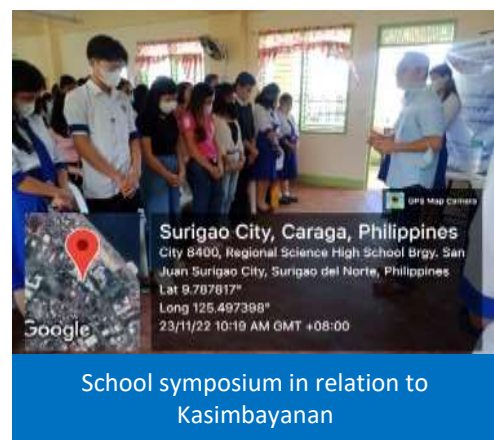 GPS Map Camera
Surigao City, Caraga, Philippines
City 8400, Regional Science High School Brgy. San
Juan Surigao City, Surigao del Norte, Philippines
Lat 9.787817°
Long 125.497398°
23/11/22 10:19 AM GMT +08:00
Google
School symposium in relation to
Kasimbayanan